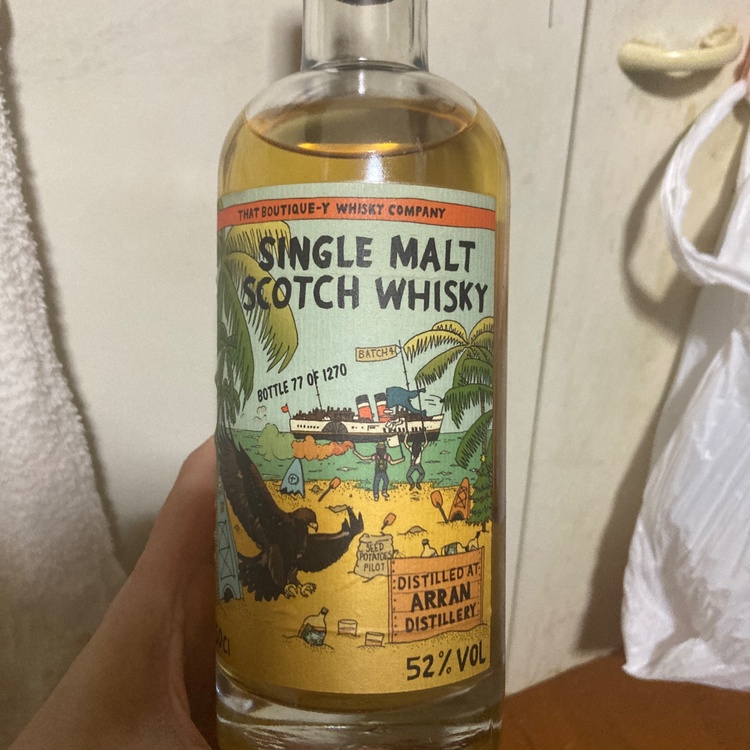 THAT BOUTIQUE-Y WHISKY COMPANY
SINGLE MALT
SCOTCH WHISKY
BATCH
BOTTLE 77 OF 1270
SEED
POTATOES
PILOT
DISTILLED AT
ARRAN
DISTILLERY
52% VOL